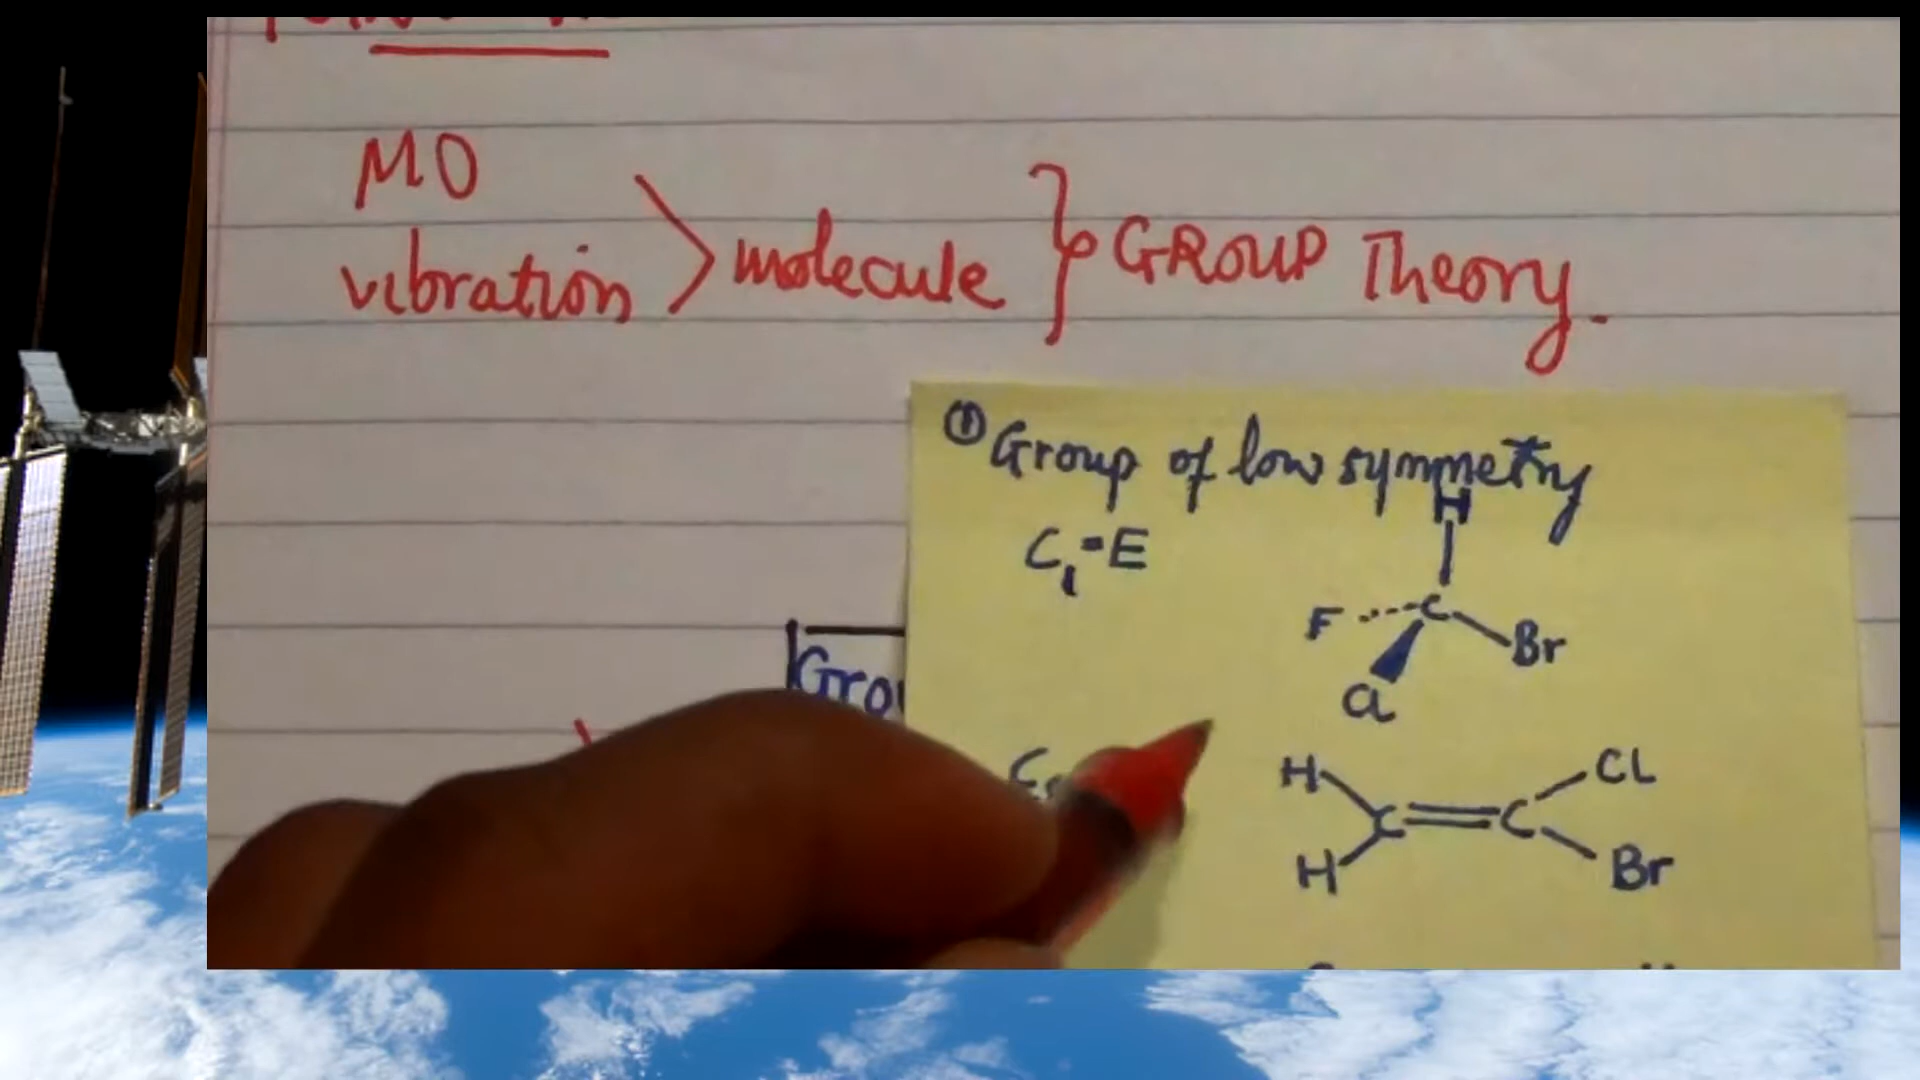 MO
vibration > molecule } GROUP Theory.
① Group of low symmetry
C₁ = E
H
F C Br
Cl
H Cl
C = C
H Br